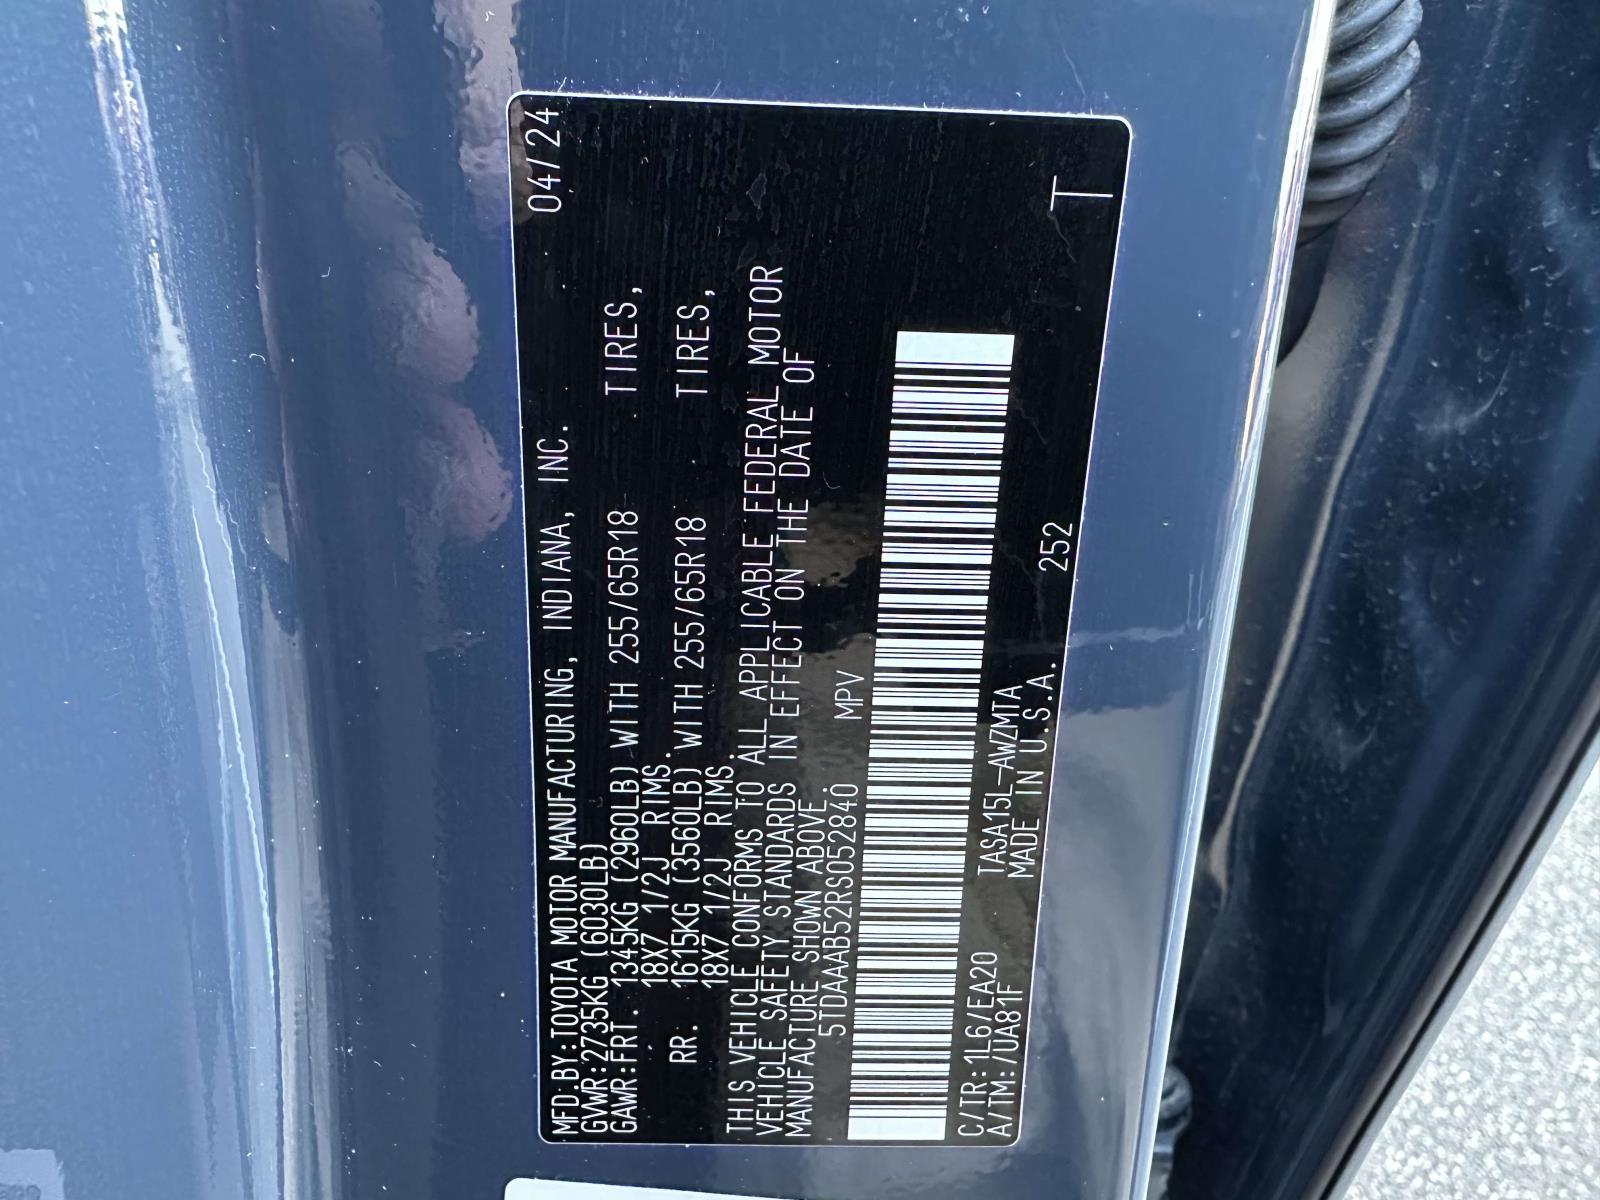 MFD.BY:TOYOTA MOTOR MANUFACTURING, INDIANA, INC. 04/24
GVWR:2735KG (6030LB)
GAWR:FRT. 1345KG (2960LB) WITH 255/65R18 TIRES,
18X7 1/2J RIMS.
RR. 1615KG (3560LB) WITH 255/65R18 TIRES,
18X7 1/2J RIMS.
THIS VEHICLE CONFORMS TO ALL APPLICABLE FEDERAL MOTOR
VEHICLE SAFETY STANDARDS IN EFFECT ON THE DATE OF
MANUFACTURE SHOWN ABOVE.
5TDAAAB52RS052840 MPV
C/TR:1L6/EA20 TASA15L-AWZMTA
A/TM:/UA81F MADE IN U.S.A. 252 T